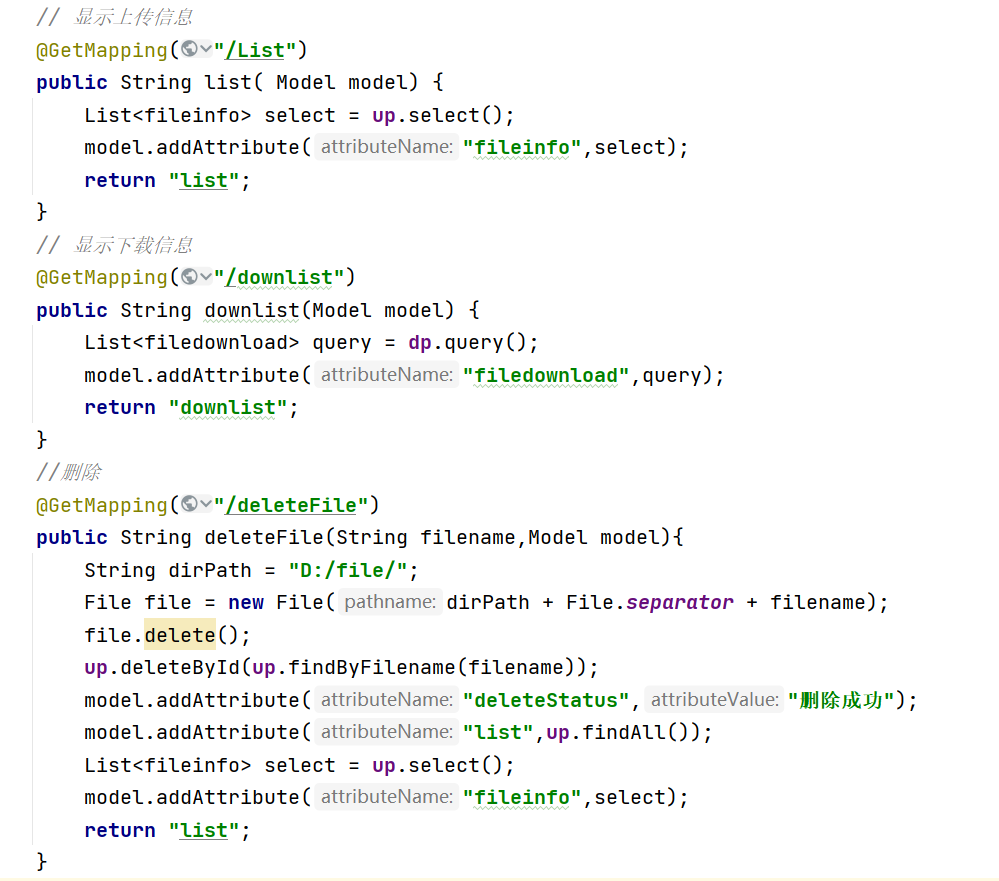 // 显示上传信息
@GetMapping("/List")
public String list( Model model) {
List<fileinfo> select = up.select();
model.addAttribute( attributeName: "fileinfo",select);
return "list";
}
// 显示下载信息
@GetMapping("/downlist")
public String downlist(Model model) {
List<filedownload> query = dp.query();
model.addAttribute( attributeName: "filedownload",query);
return "downlist";
}
//删除
@GetMapping("/deleteFile")
public String deleteFile(String filename,Model model){
String dirPath = "D:/file/";
File file = new File( pathname: dirPath + File.separator + filename);
file.delete();
up.deleteById(up.findByFilename(filename));
model.addAttribute( attributeName: "deleteStatus", attributeValue: "删除成功");
model.addAttribute( attributeName: "list",up.findAll());
List<fileinfo> select = up.select();
model.addAttribute( attributeName: "fileinfo",select);
return "list";
}